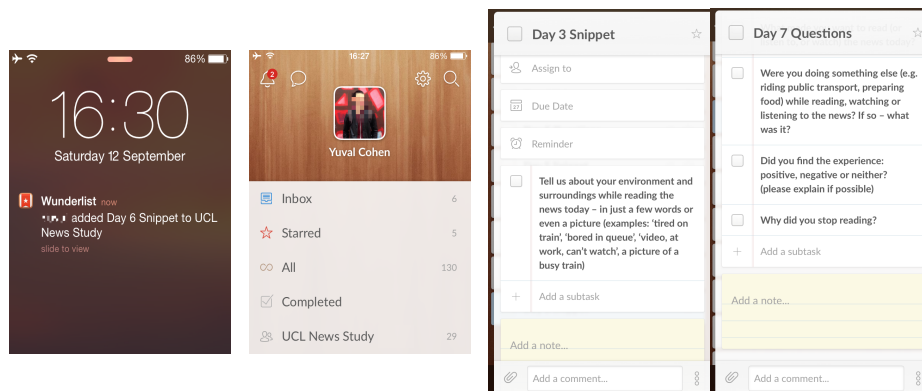 86%
16:30
Saturday 12 September
Wunderlist now
added Day 6 Snippet to UCL
News Study
slide to view
16:27
86%
2
Yuval Cohen
Inbox 6
Starred 5
All 130
Completed
UCL News Study 29
Day 3 Snippet
Assign to
27 Due Date
Reminder
Tell us about your environment and
surroundings while reading the
news today – in just a few words or
even a picture (examples: 'tired on
train', 'bored in queue', 'video, at
work, can't watch', a picture of a
busy train)
Add a subtask
Add a note...
Add a comment...
Day 7 Questions
Were you doing something else (e.g.
riding public transport, preparing
food) while reading, watching or
listening to the news? If so – what
was it?
Did you find the experience:
positive, negative or neither?
(please explain if possible)
Why did you stop reading?
Add a subtask
Add a note...
Add a comment...